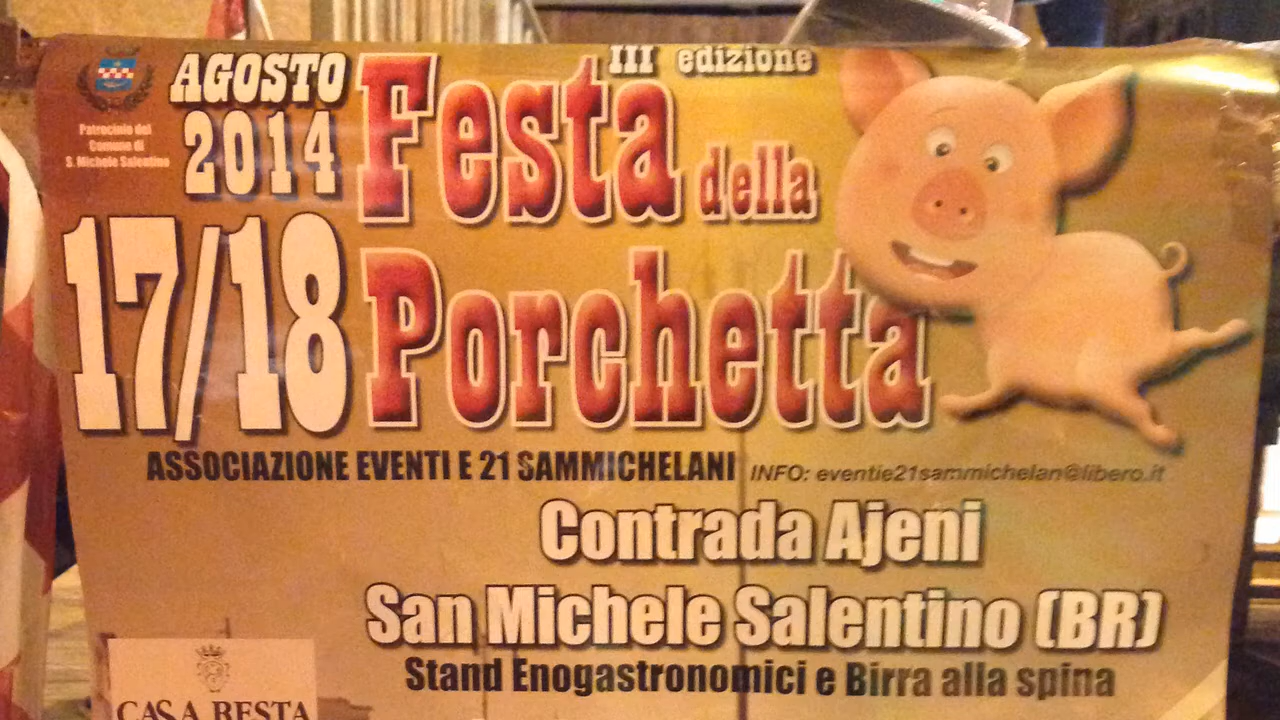 III edizione
AGOSTO
2014
17/18
Festa della
Porchetta
Patrocinio del
Comune di
S. Michele Salentino
ASSOCIAZIONE EVENTI E 21 SAMMICHELANI INFO: eventie21sammichelan@libero.it
Contrada Ajeni
San Michele Salentino (BR)
Stand Enogastronomici e Birra alla spina
CASA RESTA